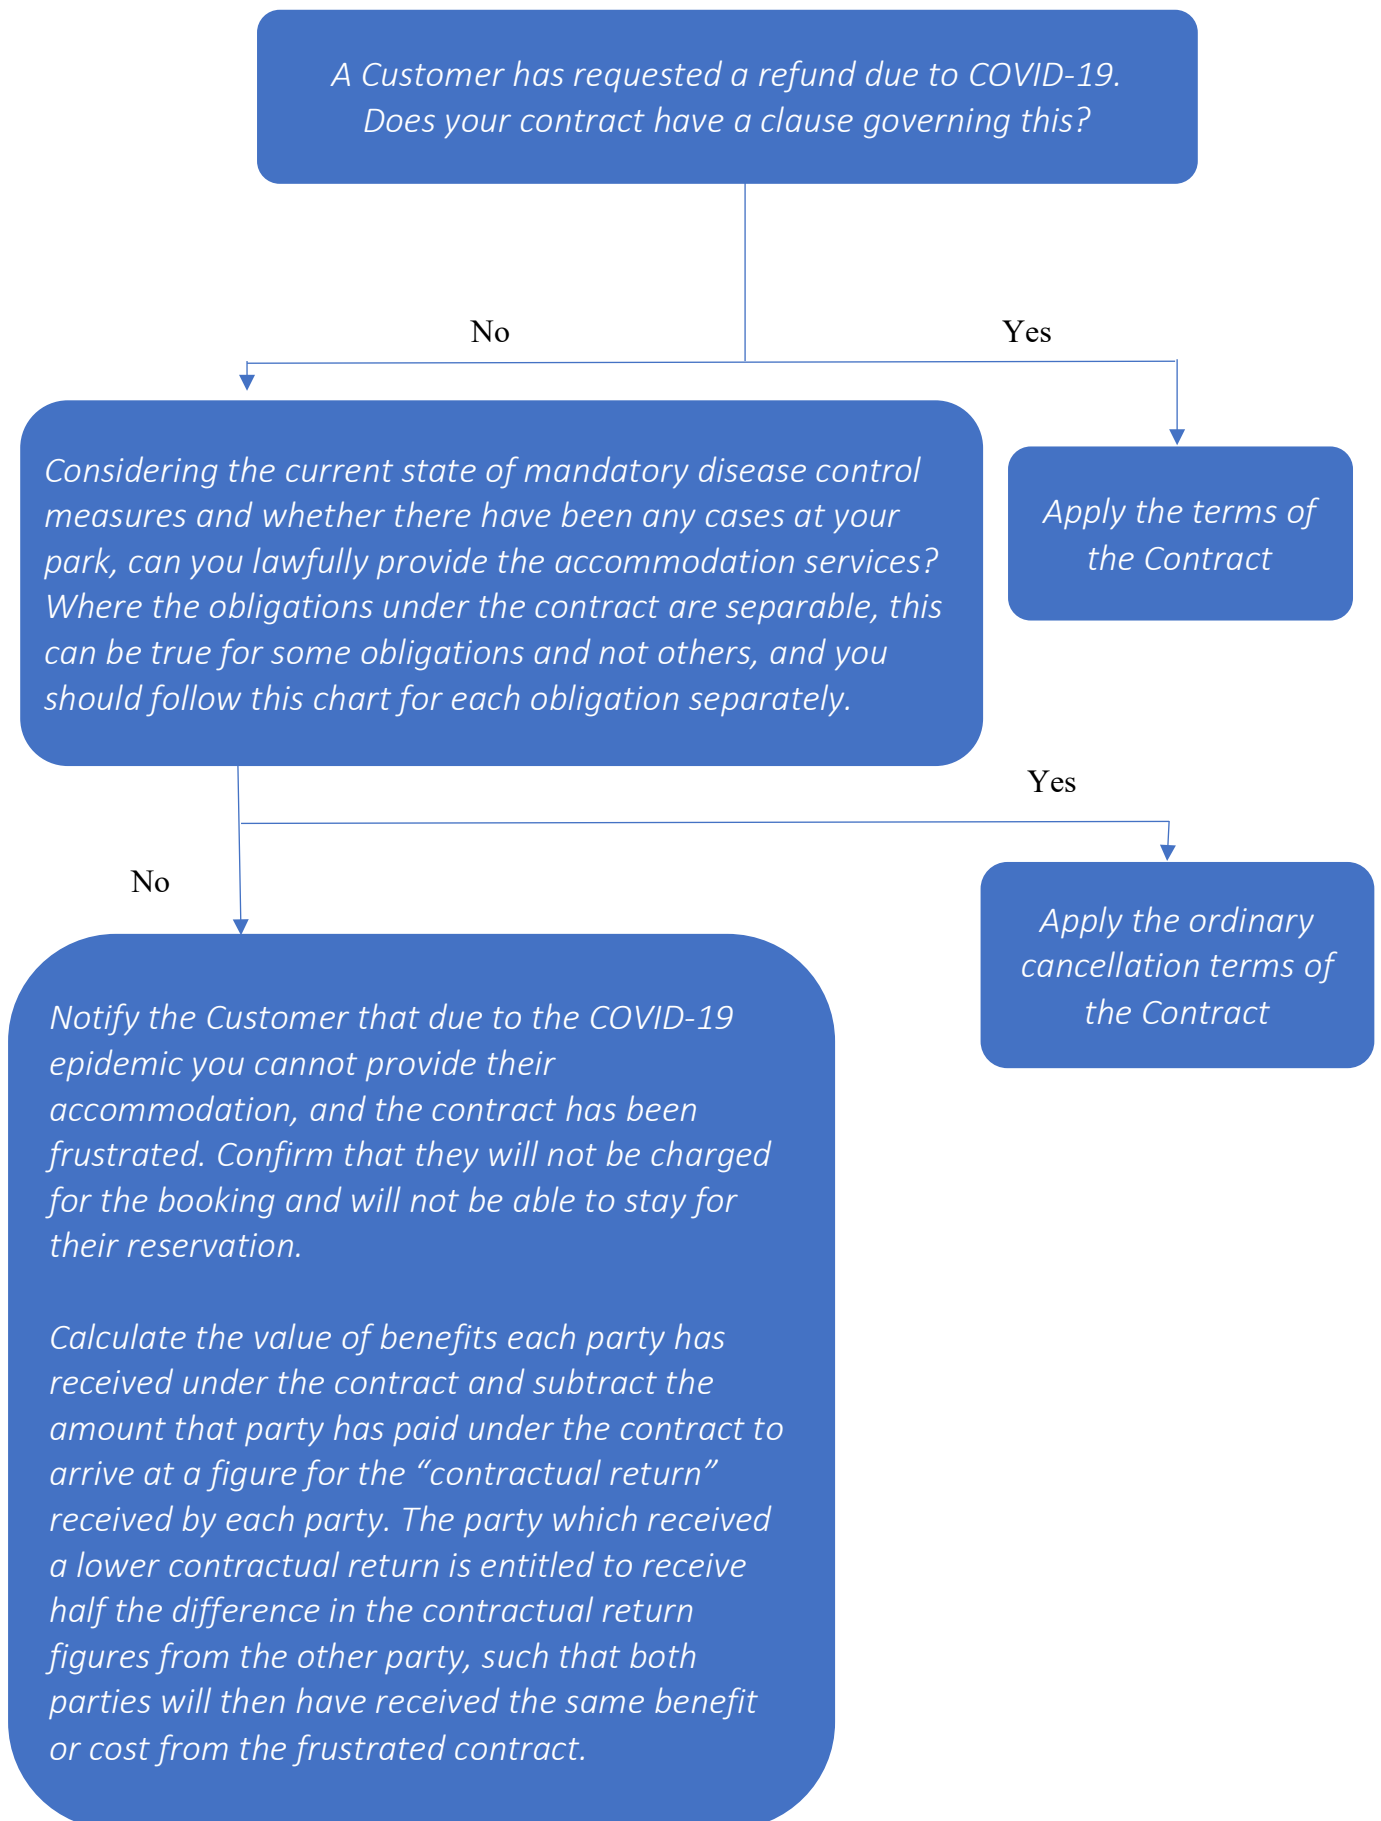 A Customer has requested a refund due to COVID-19.
Does your contract have a clause governing this?
No
Yes
Considering the current state of mandatory disease control
measures and whether there have been any cases at your
park, can you lawfully provide the accommodation services?
Where the obligations under the contract are separable, this
can be true for some obligations and not others, and you
should follow this chart for each obligation separately.
Apply the terms of
the Contract
Yes
No
Apply the ordinary
cancellation terms of
the Contract
Notify the Customer that due to the COVID-19
epidemic you cannot provide their
accommodation, and the contract has been
frustrated. Confirm that they will not be charged
for the booking and will not be able to stay for
their reservation.
Calculate the value of benefits each party has
received under the contract and subtract the
amount that party has paid under the contract to
arrive at a figure for the “contractual return”
received by each party. The party which received
a lower contractual return is entitled to receive
half the difference in the contractual return
figures from the other party, such that both
parties will then have received the same benefit
or cost from the frustrated contract.